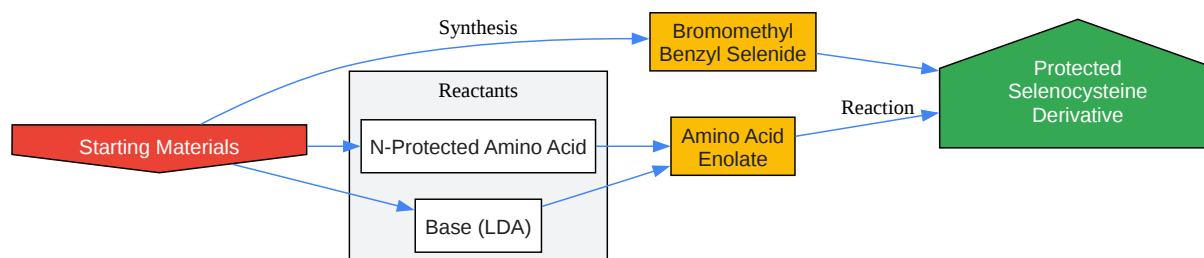 Synthesis
Bromomethyl
Benzyl Selenide
Protected
Selenocysteine
Derivative
Reactants
Reaction
Starting Materials
N-Protected Amino Acid
Amino Acid
Enolate
Base (LDA)